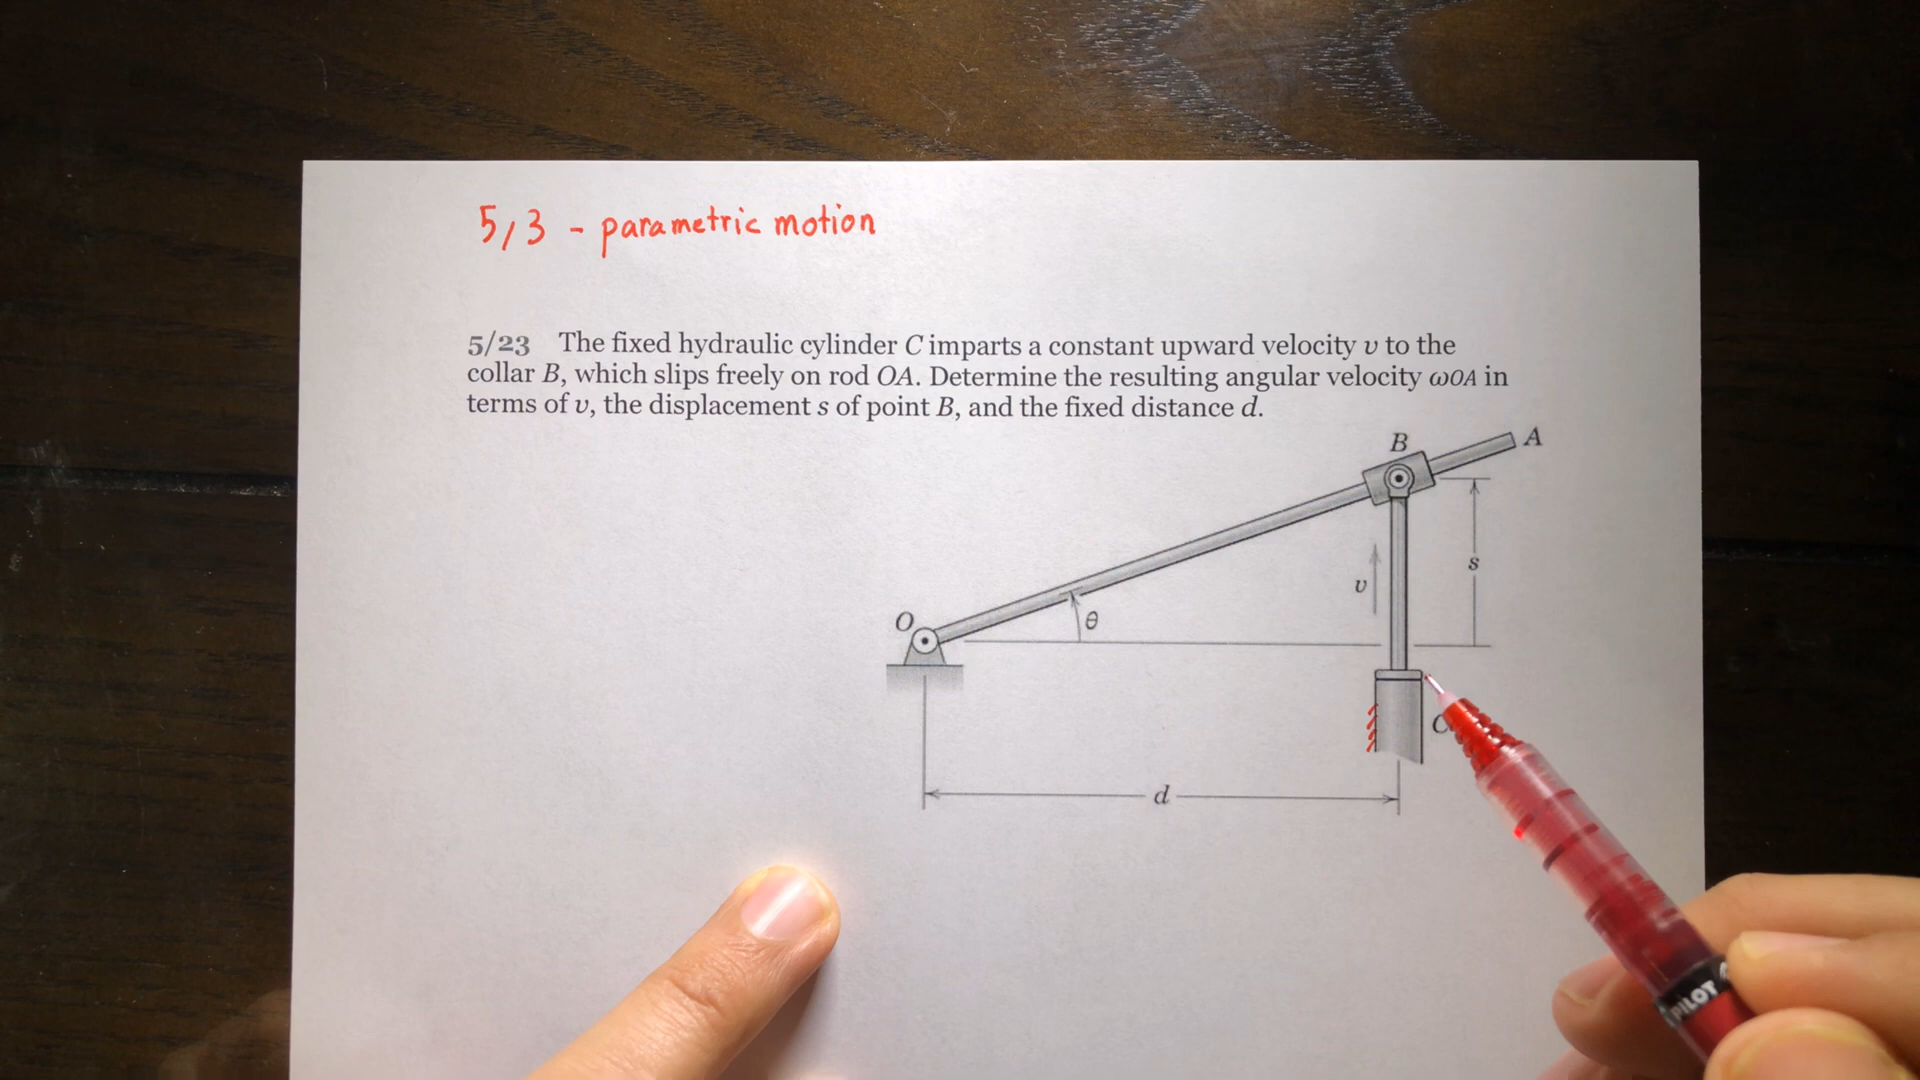 5/3 - parametric motion
5/23 The fixed hydraulic cylinder C imparts a constant upward velocity v to the
collar B, which slips freely on rod OA. Determine the resulting angular velocity ωOA in
terms of v, the displacement s of point B, and the fixed distance d.
B
A
s
v
O
θ
C
d
PILOT